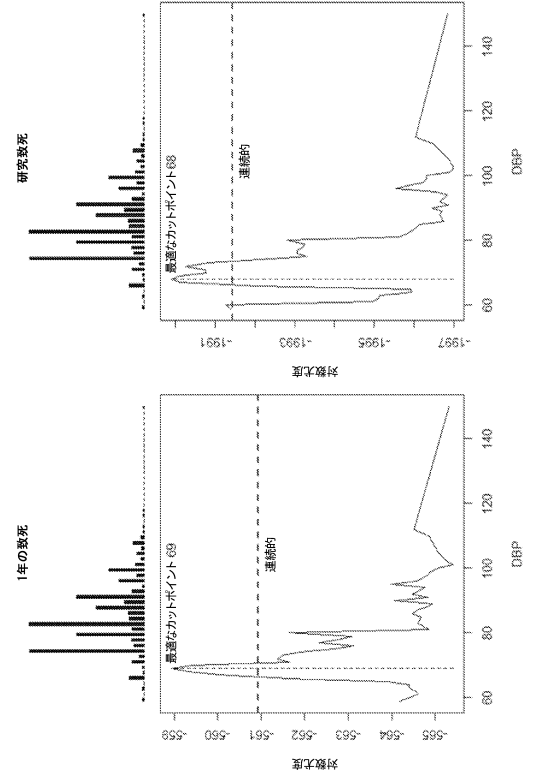 1年の致死
最適なカットポイント 69
連続的
対数尤度
-559
-560
-561
-562
-563
-564
-565
60
80
100
120
140
DBP
研究致死
最適なカットポイント 68
連続的
対数尤度
-1991
-1993
-1995
-1997
60
80
100
120
140
DBP